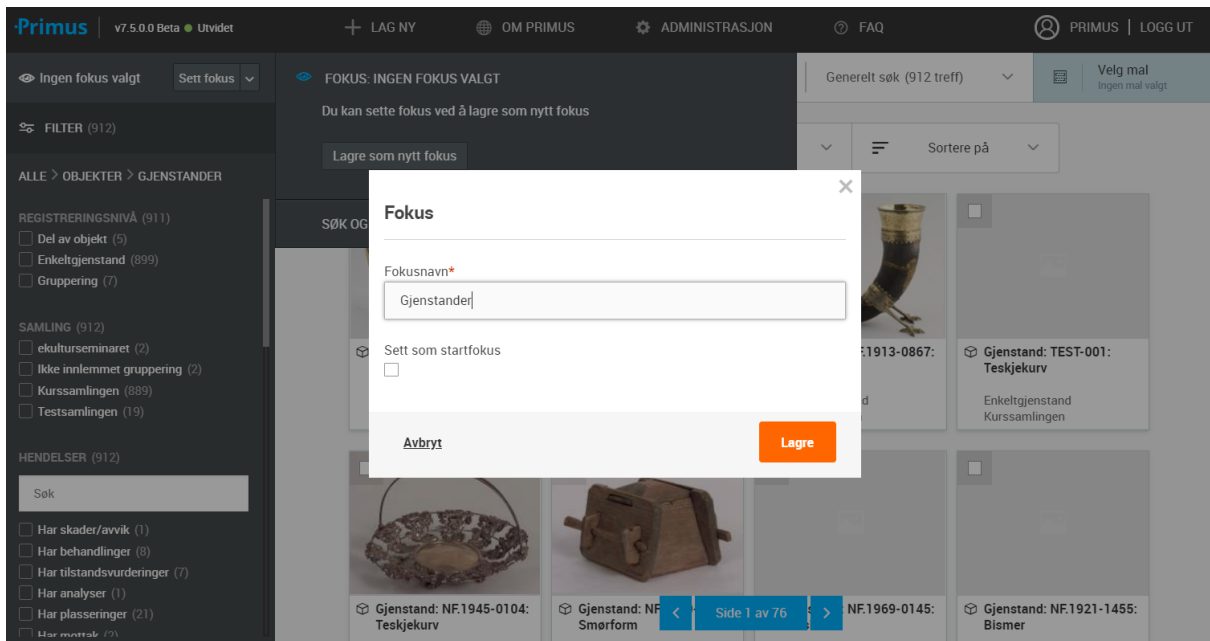 Primus
v7.5.0.0 Beta
Utvidet
LAG NY
OM PRIMUS
ADMINISTRASJON
FAQ
PRIMUS | LOGG UT
Ingen fokus valgt
Sett fokus
FILTER (912)
ALLE > OBJEKTER > GJENSTANDER
REGISTRERINGSNIVÅ (911)
Del av objekt (5)
Enkeltgjenstand (899)
Gruppering (7)
SAMLING (912)
ekulturseminaret (2)
Ikke innlemmet gruppering (2)
Kurssamlingen (889)
Testsamlingen (19)
HENDELSER (912)
Søk
Har skader/avvik (1)
Har behandlinger (8)
Har tilstandsvurderinger (7)
Har analyser (1)
Har plasseringer (21)
Har mottak (2)
FOKUS: INGEN FOKUS VALGT
Du kan sette fokus ved å lagre som nytt fokus
Lagre som nytt fokus
SØK OG
Generelt søk (912 treff)
Velg mal
Ingen mal valgt
Sortere på
Fokus
Fokusnavn*
Gjenstander
Sett som startfokus
Avbryt
Lagre
.1913-0867:
d
Gjenstand: TEST-001:
Teskjekurv
Enkeltgjenstand
Kurssamlingen
Gjenstand: NF.1945-0104:
Teskjekurv
Gjenstand: NF
Smørform
Side 1 av 76
NF.1969-0145:
Gjenstand: NF.1921-1455:
Bismer